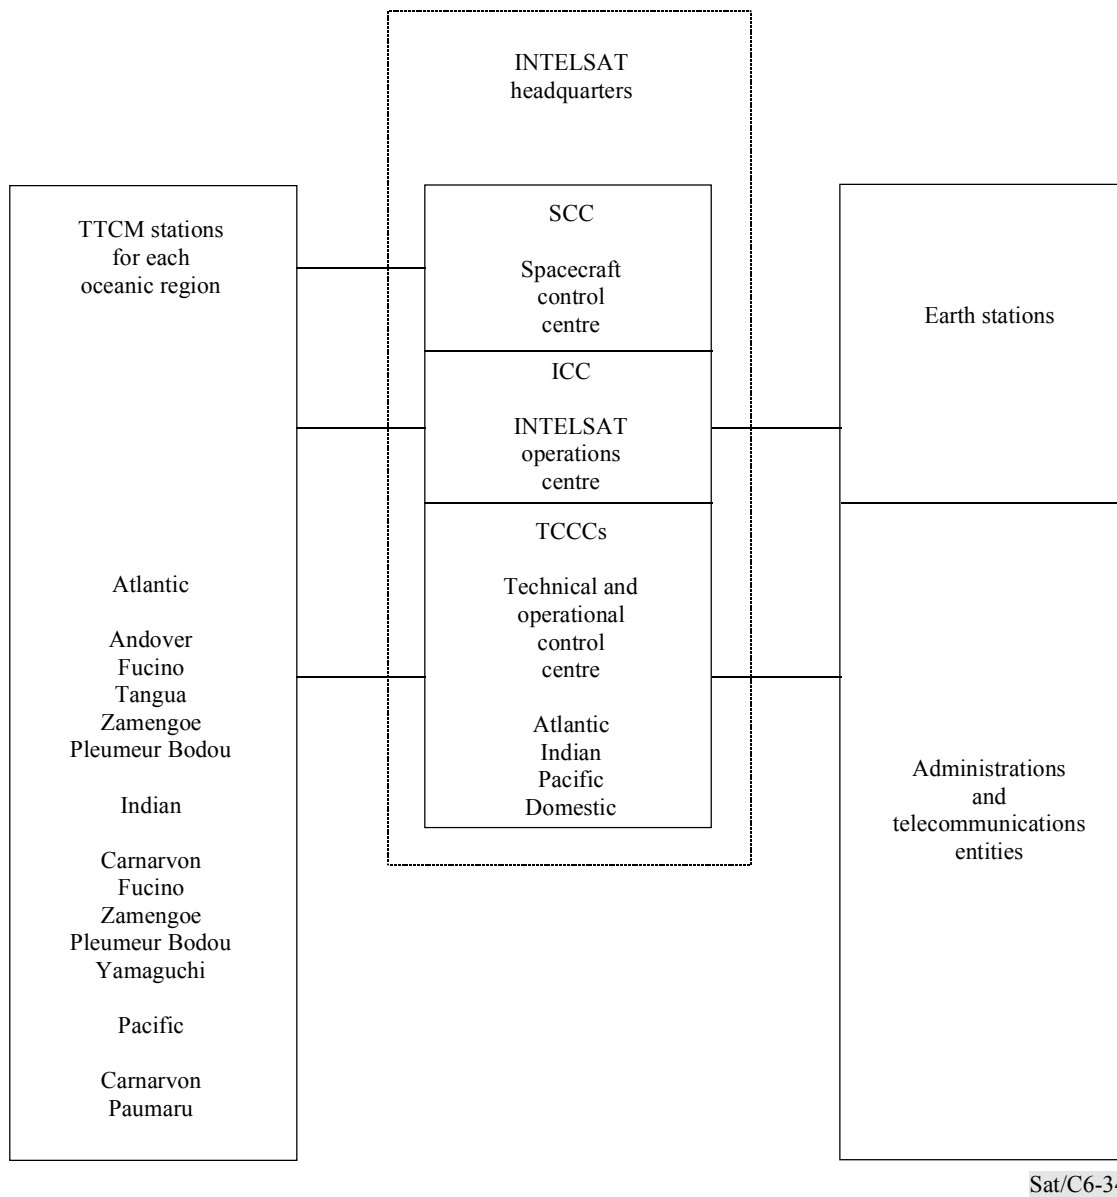 INTELSAT
headquarters
TTCM stations
for each
oceanic region
Atlantic
Andover
Fucino
Tangua
Zamengoe
Pleumeur Bodou
Indian
Carnarvon
Fucino
Zamengoe
Pleumeur Bodou
Yamaguchi
Pacific
Carnarvon
Paumaru
SCC
Spacecraft
control
centre
ICC
INTELSAT
operations
centre
TCCCs
Technical and
operational
control
centre
Atlantic
Indian
Pacific
Domestic
Earth stations
Administrations
and
telecommunications
entities